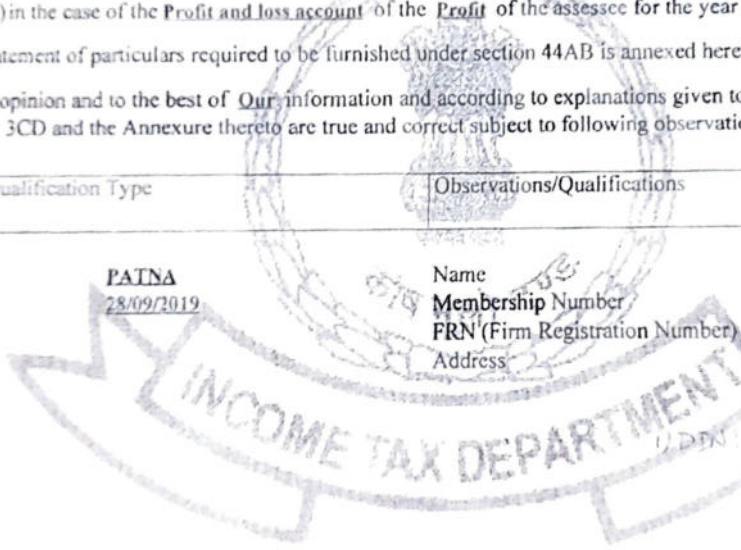 )in the case of the Profit and loss account of the Profit of the assessee for the year
tement of particulars required to be furnished under section 44AB is annexed here
opinion and to the best of Our information and according to explanations given to
3CD and the Annexure thereto are true and correct subject to following observatio
ualification Type Observations/Qualifications
PATNA Name
28/09/2019 Membership Number
FRN (Firm Registration Number)
Address
INCOME TAX DEPARTMENT